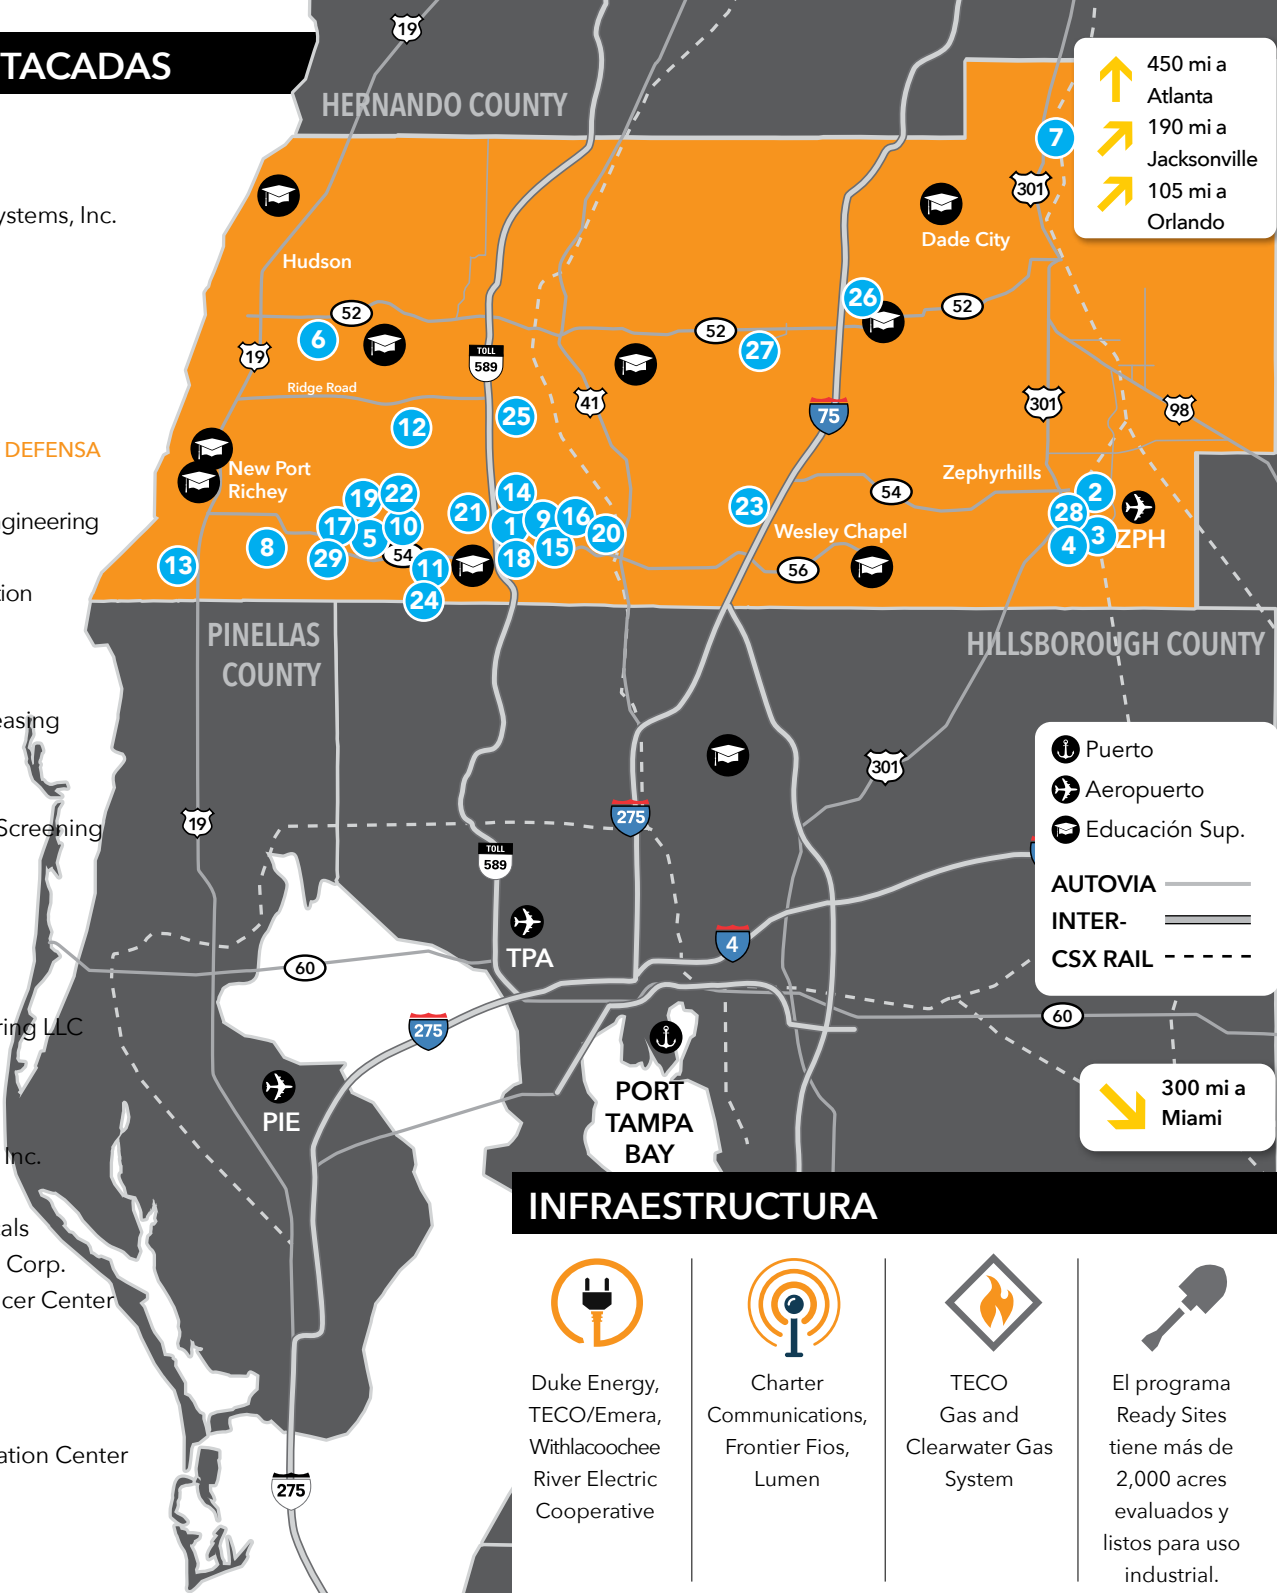 TACADAS
ystems, Inc.
DEFENSA
ngineering
tion
easing
Screening
ring LLC
Inc.
als
Corp.
cer Center
ation Center
19
HERNANDO COUNTY
450 mi a
Atlanta
190 mi a
Jacksonville
105 mi a
Orlando
7
301
Dade City
Hudson
26
52
52
6
52
27
19
TOLL
589
Ridge Road
41
75
301
98
12
25
New Port
Richey
Zephyrhills
19
22
14
54
2
21
23
28
17
5
10
1
9
16
20
Wesley Chapel
3
ZPH
8
29
54
15
4
13
11
18
56
24
PINELLAS
COUNTY
HILLSBOROUGH COUNTY
Puerto
Aeropuerto
Educación Sup.
AUTOVIA
INTER-
CSX RAIL
301
19
275
TOLL
589
4
TPA
60
275
60
PIE
PORT
TAMPA
BAY
300 mi a
Miami
275
INFRAESTRUCTURA
Duke Energy,
TECO/Emera,
Withlacoochee
River Electric
Cooperative
Charter
Communications,
Frontier Fios,
Lumen
TECO
Gas and
Clearwater Gas
System
El programa
Ready Sites
tiene más de
2,000 acres
evaluados y
listos para uso
industrial.